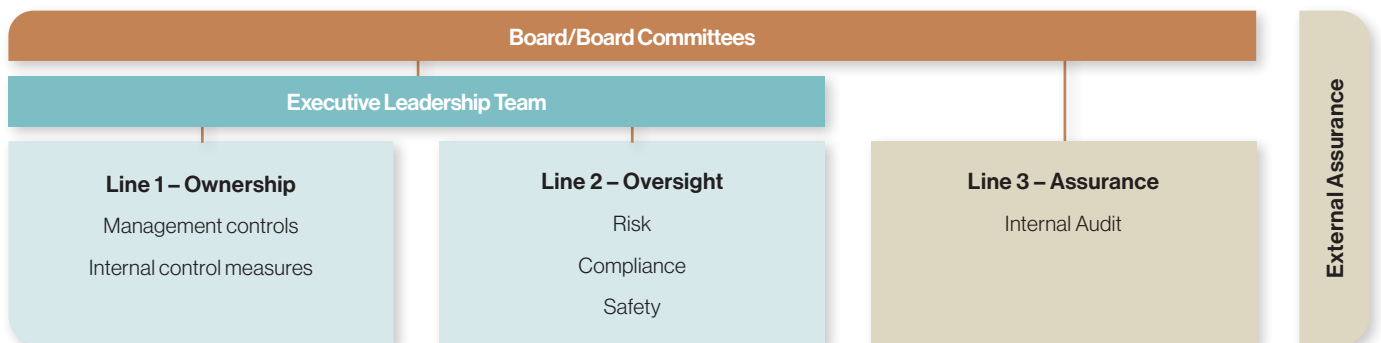 Board/Board Committees
Executive Leadership Team
Line 1 – Ownership
Management controls
Internal control measures
Line 2 – Oversight
Risk
Compliance
Safety
Line 3 – Assurance
Internal Audit
External Assurance